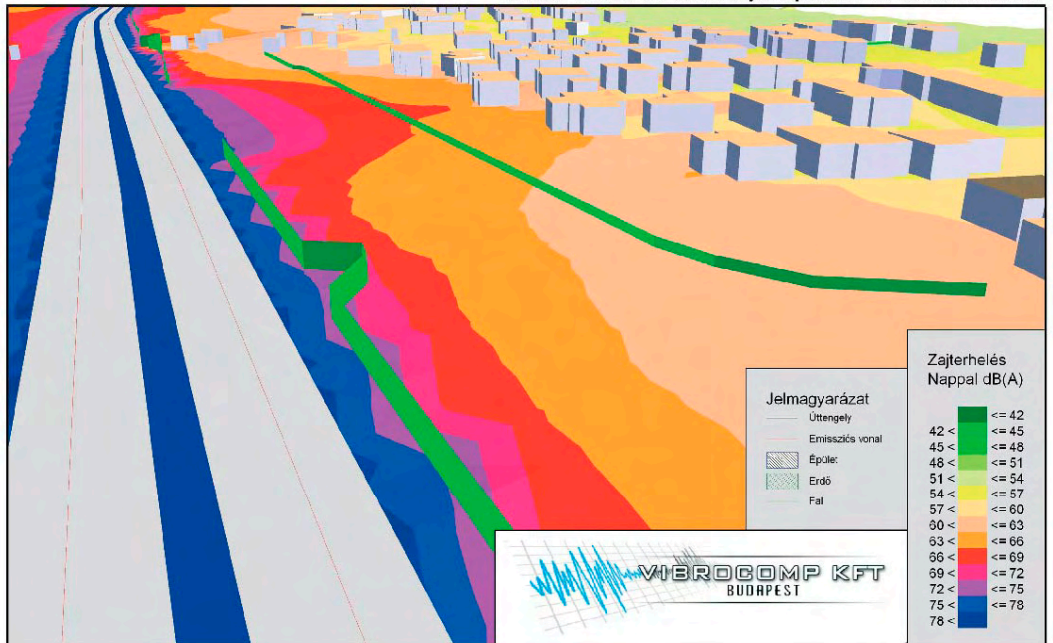 Jelmagyarázat
Úttengely
Emissziós vonal
Épület
Erdő
Fal
Zajterhelés
Nappal dB(A)
<= 42
42 < <= 45
45 < <= 48
48 < <= 51
51 < <= 54
54 < <= 57
57 < <= 60
60 < <= 63
63 < <= 66
66 < <= 69
69 < <= 72
72 < <= 75
75 < <= 78
78 <
VIBROCOMP KFT
BUDAPEST